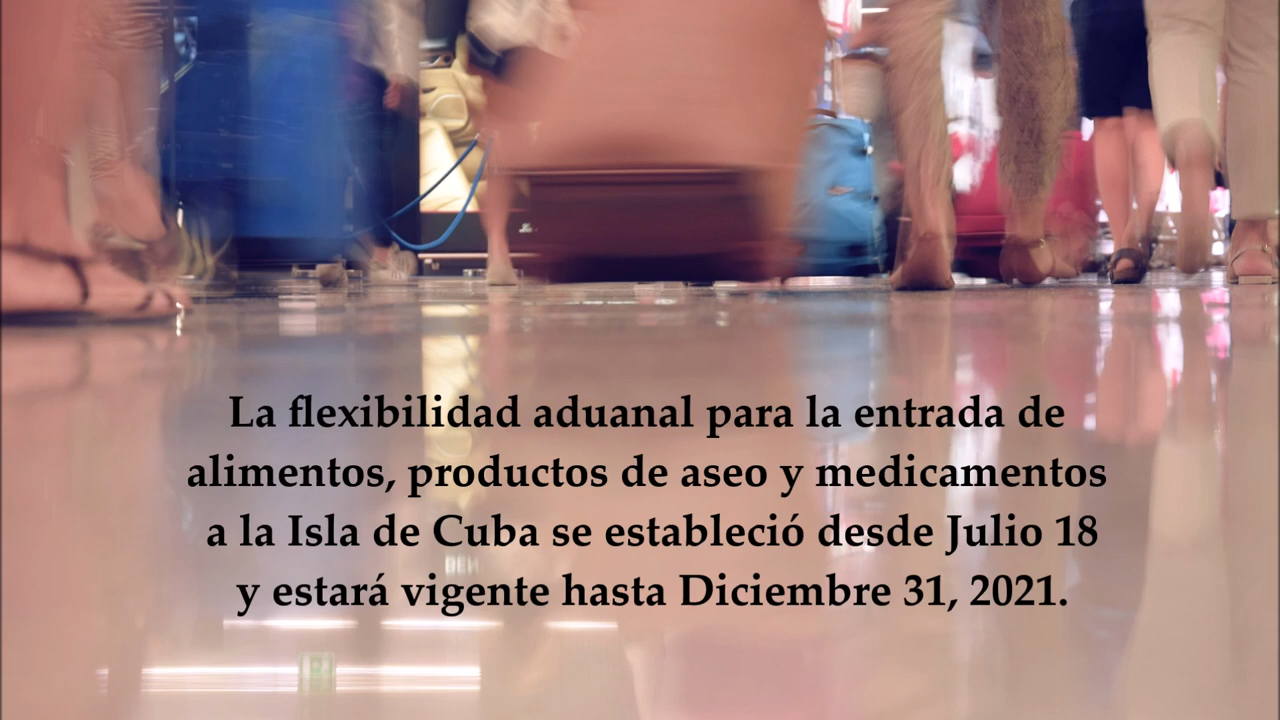 La flexibilidad aduanal para la entrada de
alimentos, productos de aseo y medicamentos
a la Isla de Cuba se estableció desde Julio 18
y estará vigente hasta Diciembre 31, 2021.